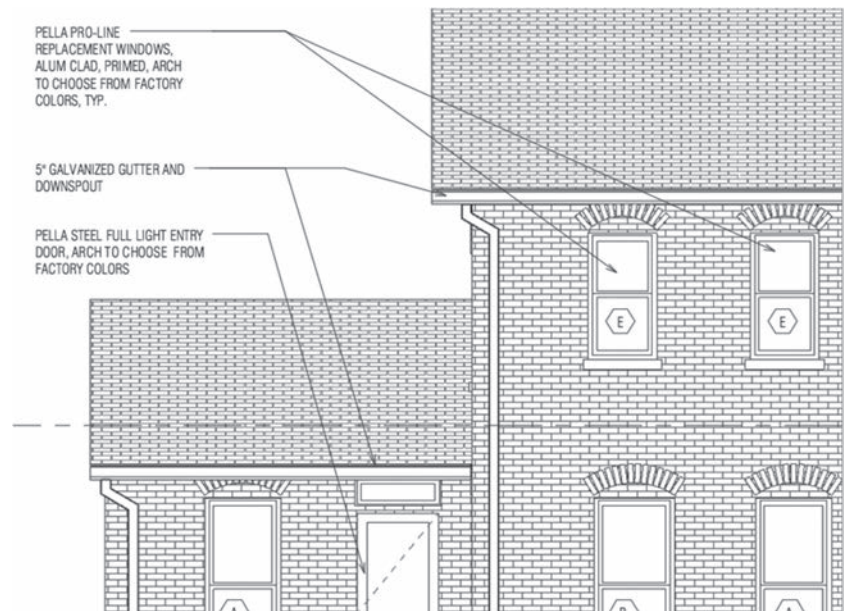 PELLA PRO-LINE
REPLACEMENT WINDOWS,
ALUM CLAD, PRIMED, ARCH
TO CHOOSE FROM FACTORY
COLORS, TYP.
5" GALVANIZED GUTTER AND
DOWNSPOUT
PELLA STEEL FULL LIGHT ENTRY
DOOR, ARCH TO CHOOSE FROM
FACTORY COLORS
E
E